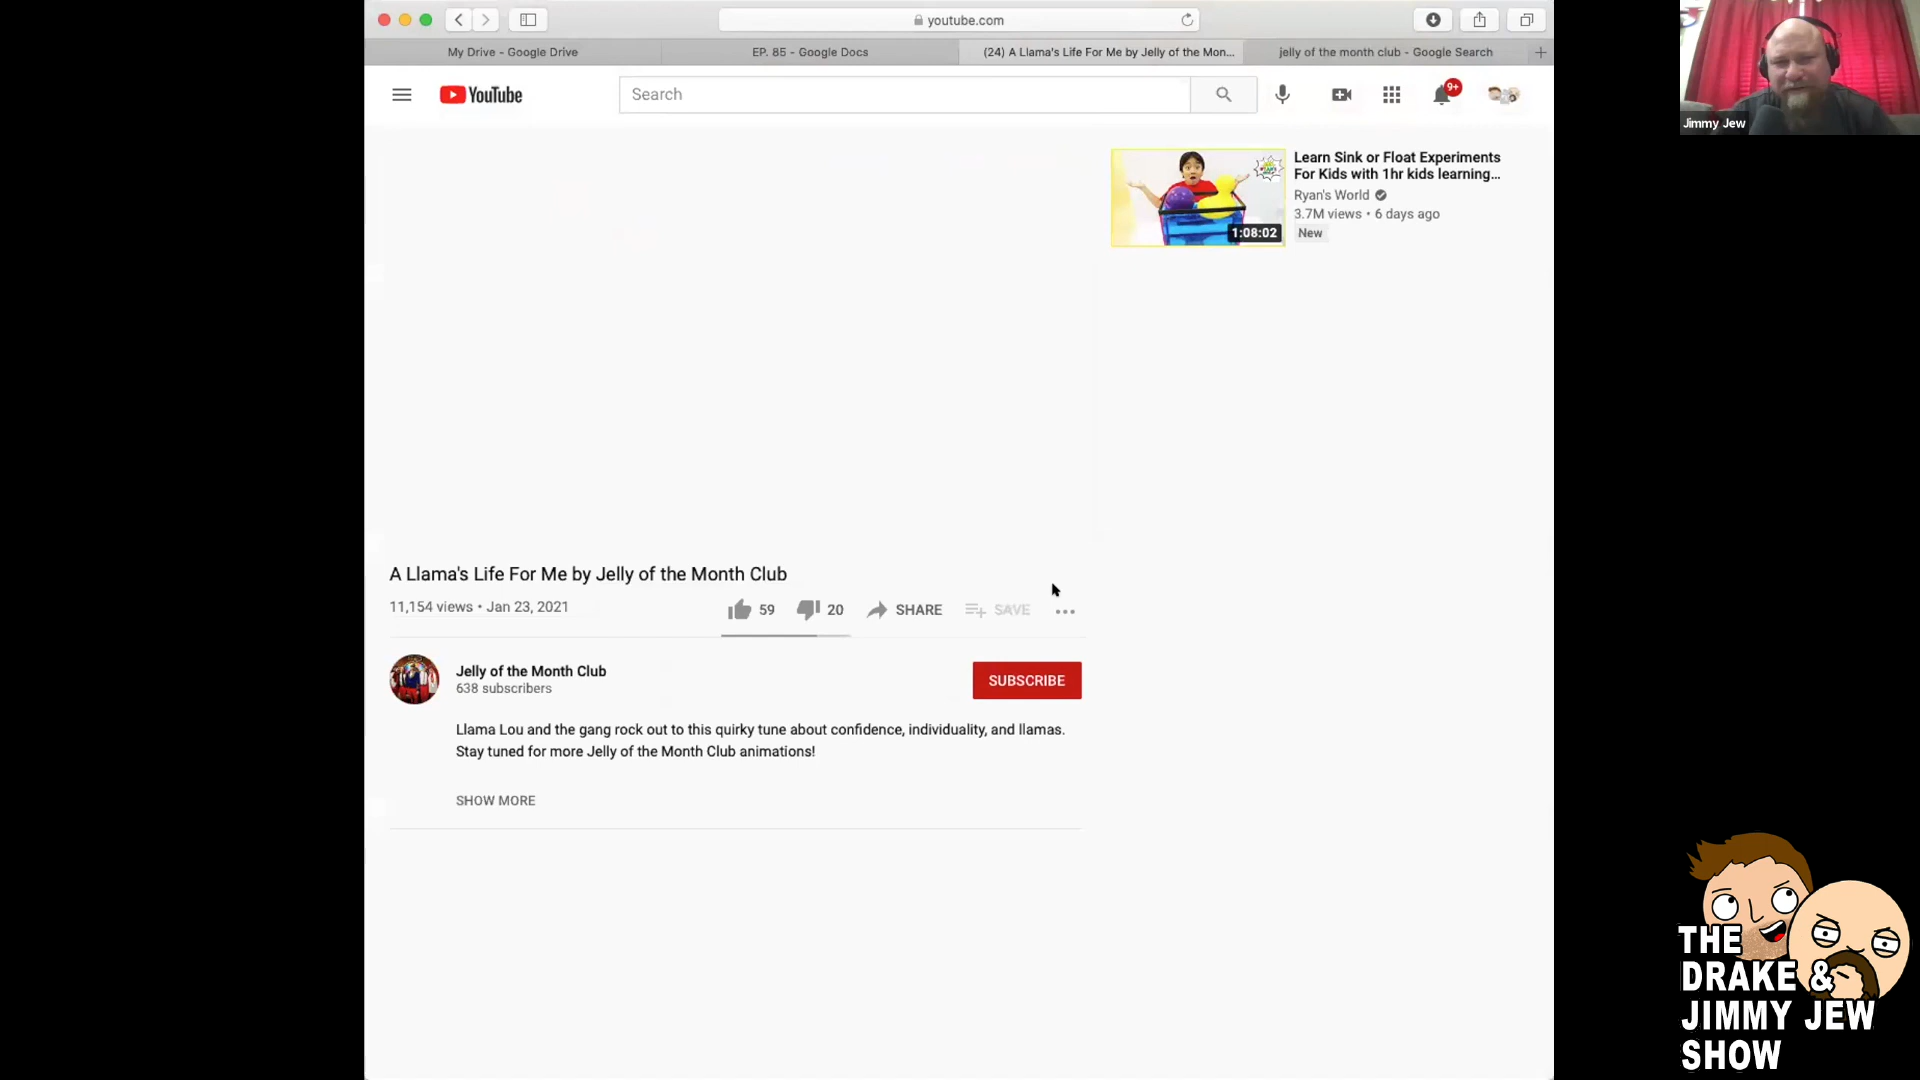 youtube.com
My Drive - Google Drive
EP. 85 - Google Docs
(24) A Llama's Life For Me by Jelly of the Mon...
jelly of the month club - Google Search
YouTube
Search
9+
Jimmy Jew
Learn Sink or Float Experiments
For Kids with 1hr kids learning...
Ryan's World
3.7M views • 6 days ago
New
1:08:02
A Llama's Life For Me by Jelly of the Month Club
11,154 views • Jan 23, 2021
59
20
SHARE
SAVE
Jelly of the Month Club
638 subscribers
SUBSCRIBE
Llama Lou and the gang rock out to this quirky tune about confidence, individuality, and llamas.
Stay tuned for more Jelly of the Month Club animations!
SHOW MORE
THE
DRAKE &
JIMMY JEW
SHOW